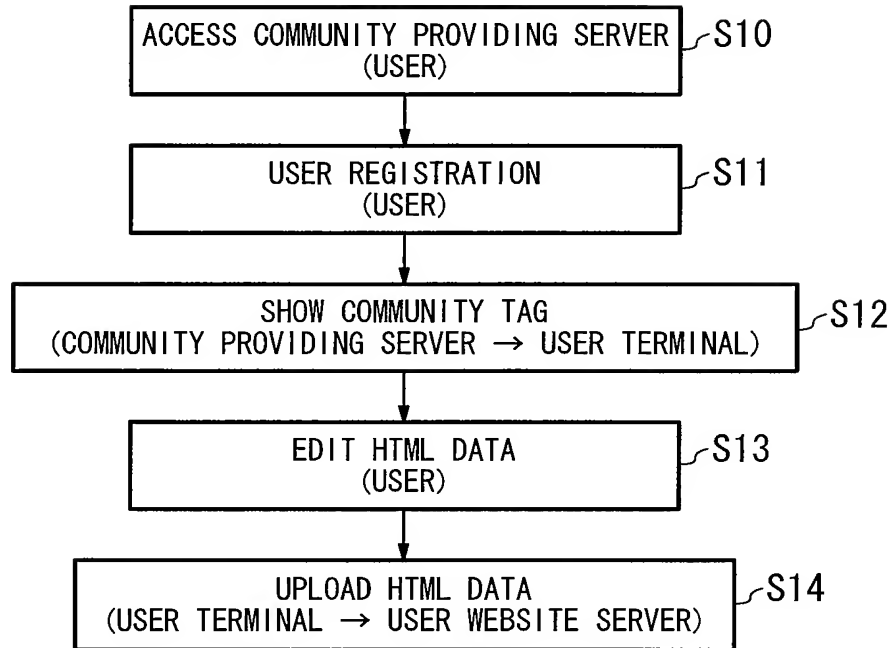 ACCESS COMMUNITY PROVIDING SERVER
(USER)
S10
USER REGISTRATION
(USER)
S11
SHOW COMMUNITY TAG
(COMMUNITY PROVIDING SERVER → USER TERMINAL)
S12
EDIT HTML DATA
(USER)
S13
UPLOAD HTML DATA
(USER TERMINAL → USER WEBSITE SERVER)
S14